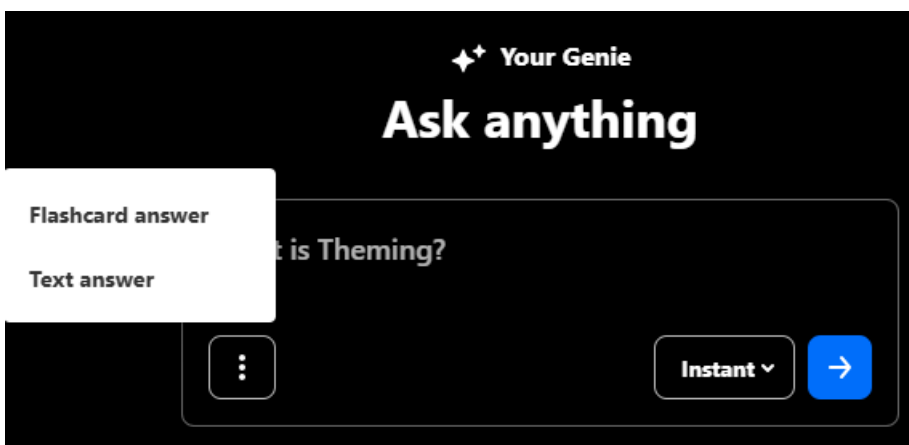 Your Genie
Ask anything
Flashcard answer
Text answer
is Theming?
Instant